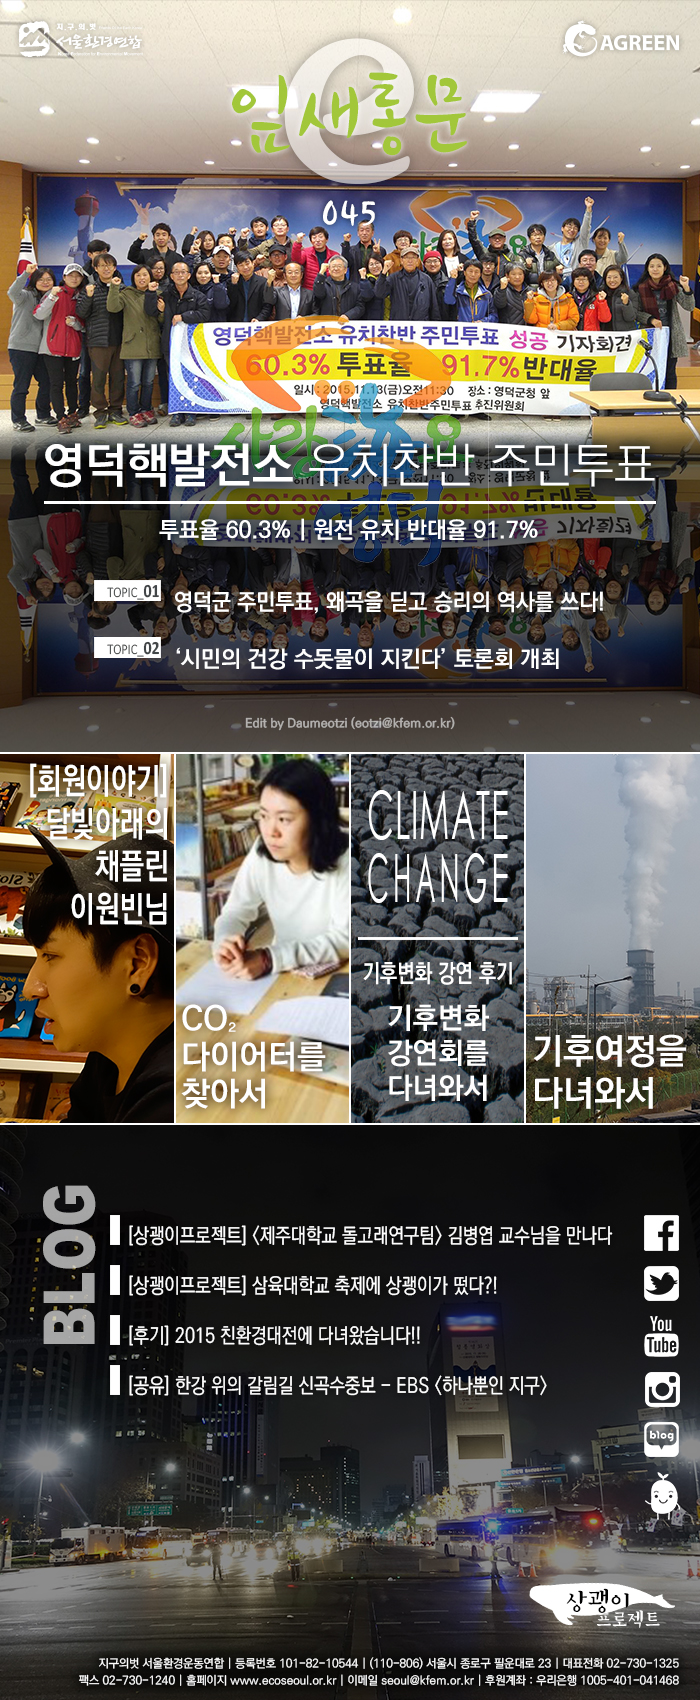 지구의벗
서울환경연합
AGREEN
@
잎새통문
045
사랑해요
영덕핵발전소 유치찬반 주민투표 성공 기자회견
60.3% 투표율 91.7% 반대율
일시 : 2015.11.13(금)오전11:30 장소 : 영덕군청 앞
영덕핵발전소 유치찬반주민투표 추진위원회
사랑해요
영덕
영덕핵발전소 유치찬반 주민투표
투표율 60.3% | 원전 유치 반대율 91.7%
TOPIC_01
영덕군 주민투표, 왜곡을 딛고 승리의 역사를 쓰다!
TOPIC_02
‘시민의 건강 수돗물이 지킨다’ 토론회 개최
Edit by Daumeotzi (eotzi@kfem.or.kr)
[회원이야기]
달빛아래의
채플린
이원빈님
CO₂
다이어터를
찾아서
CLIMATE
CHANGE
기후변화 강연 후기
기후변화
강연회를
다녀와서
기후여정을
다녀와서
BLOG
[상괭이프로젝트] <제주대학교 돌고래연구팀> 김병엽 교수님을 만나다
[상괭이프로젝트] 삼육대학교 축제에 상괭이가 떴다?!
[후기] 2015 친환경대전에 다녀왔습니다!!
[공유] 한강 위의 갈림길 신곡수중보 - EBS <하나뿐인 지구>
You
Tube
blog
상괭이
프로젝트
지구의벗 서울환경운동연합 | 등록번호 101-82-10544 | (110-806) 서울시 종로구 필운대로 23 | 대표전화 02-730-1325
팩스 02-730-1240 | 홈페이지 www.ecoseoul.or.kr | 이메일 seoul@kfem.or.kr | 후원계좌 : 우리은행 1005-401-041468